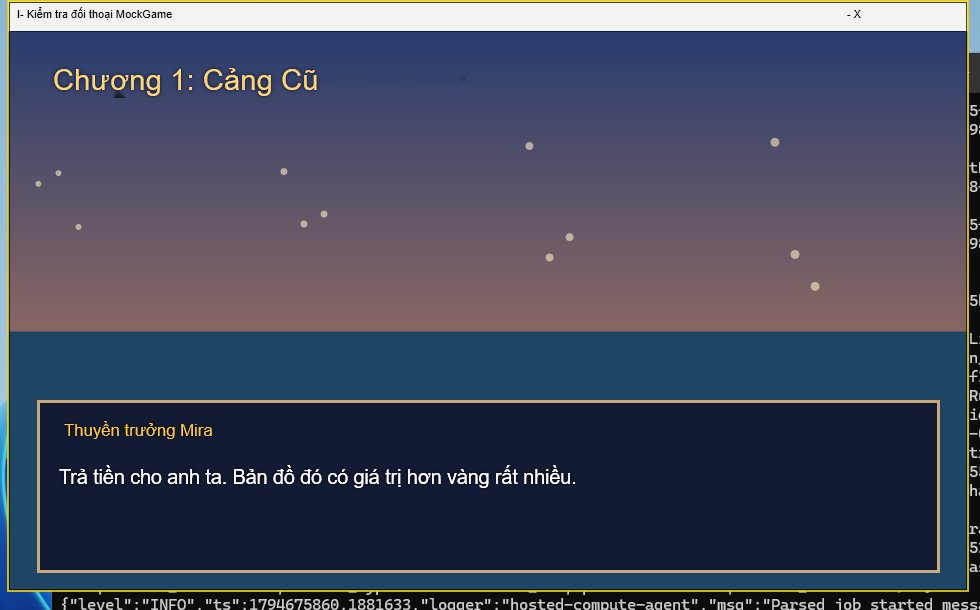 I- Kiểm tra đối thoại MockGame
- X
Chương 1: Cảng Cũ
Thuyền trưởng Mira
Trả tiền cho anh ta. Bản đồ đó có giá trị hơn vàng rất nhiều.
{"level":"INFO","ts":1794675860.1881633,"logger":"hosted-compute-agent","msg":"Parsed job started mes